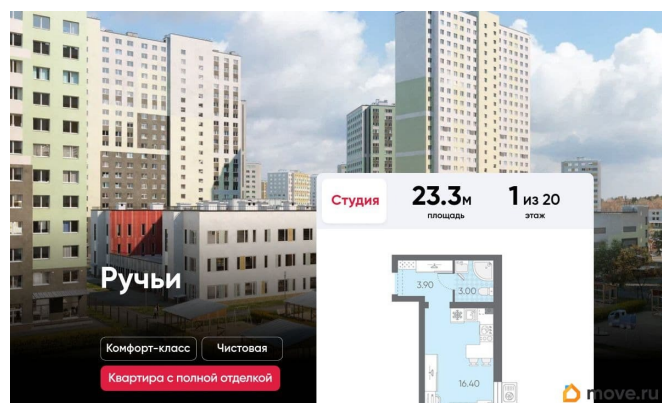 Студия
23.3м
площадь
1 из 20
этаж
Ручьи
3.90
3.00
16.40
Комфорт-класс
Чистовая
Квартира с полной отделкой
move.ru